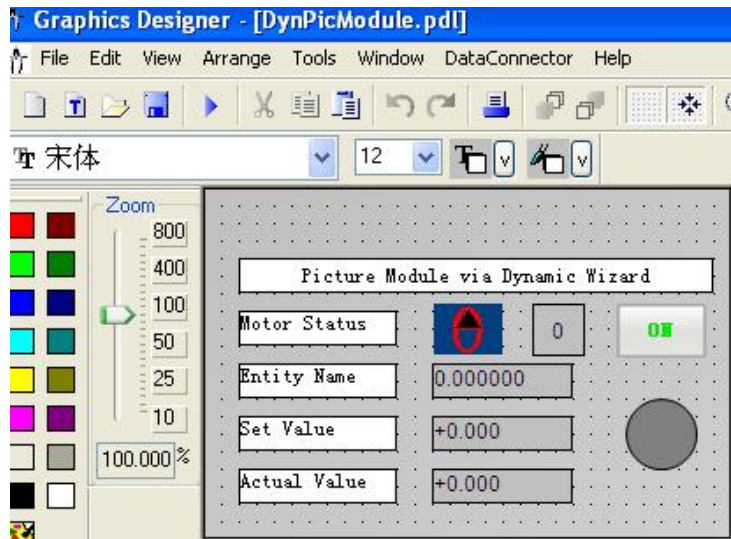 Graphics Designer - [DynPicModule.pdl]
File Edit View Arrange Tools Window DataConnector Help
宋体 12
Zoom
800
400
100
50
25
10
100.000 %
Picture Module via Dynamic Wizard
Motor Status 0 ON
Entity Name 0.000000
Set Value +0.000
Actual Value +0.000